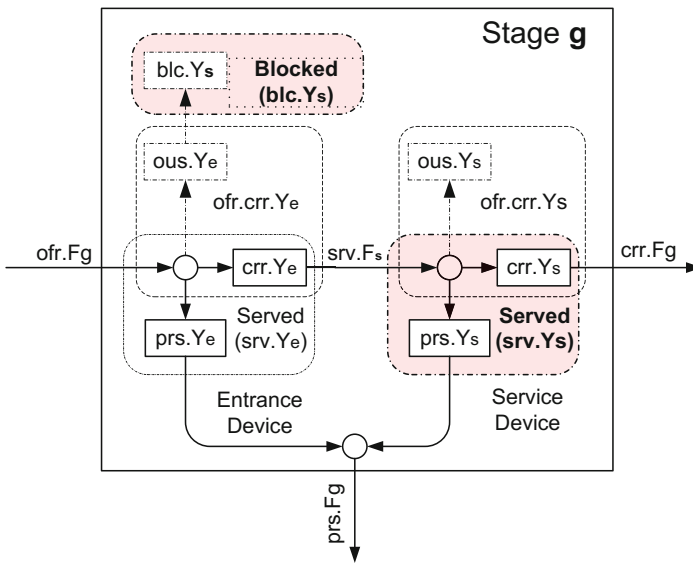 Stage g
blc.Ys
Blocked
(blc.Ys)
ous.Ye
ofr.crr.Ye
ous.Ys
ofr.crr.Ys
ofr.Fg
crr.Ye
srv.Fs
crr.Ys
crr.Fg
prs.Ye
Served
(srv.Ye)
prs.Ys
Served
(srv.Ys)
Entrance
Device
Service
Device
prs.Fg